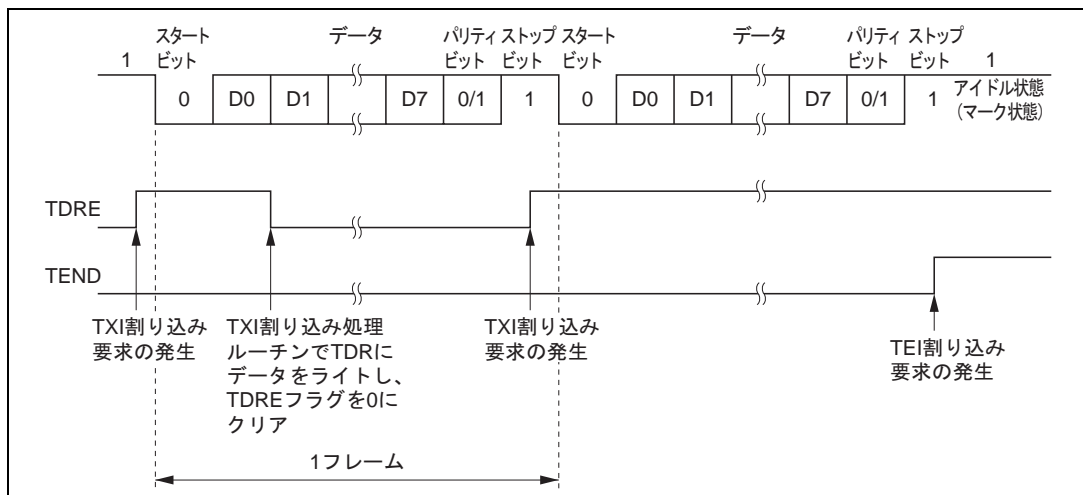 スタート データ パリティ ストップ スタート データ パリティ ストップ
1 ビット ビット ビット ビット ビット ビット 1
0 D0 D1 D7 0/1 1 0 D0 D1 D7 0/1 1 アイドル状態
(マーク状態)
TDRE
TEND
TXI割り込み
要求の発生
TXI割り込み処理
ルーチンでTDRに
データをライトし、
TDREフラグを0に
クリア
TXI割り込み
要求の発生
TEI割り込み
要求の発生
1フレーム